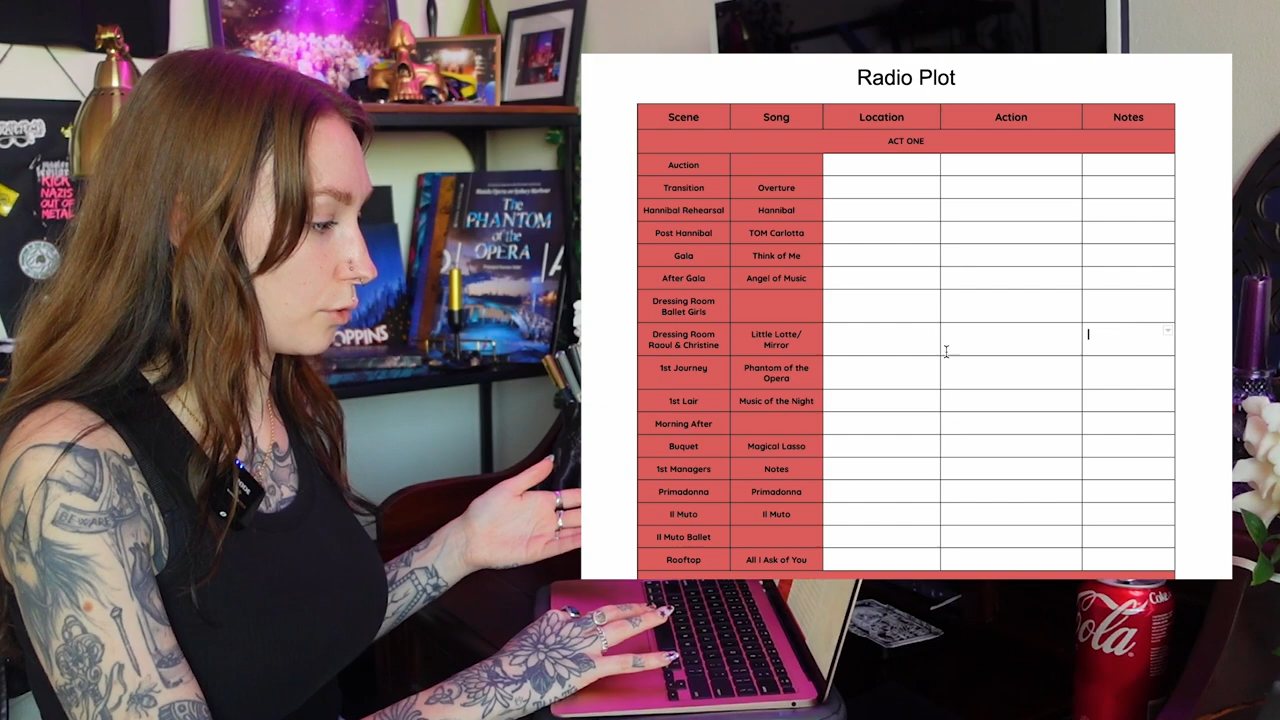 Radio Plot
Scene Song Location Action Notes
ACT ONE
Auction
Transition Overture
Hannibal Rehearsal Hannibal
Post Hannibal TOM Carlotta
Gala Think of Me
After Gala Angel of Music
Dressing Room
Ballet Girls
Dressing Room Little Lotte/
Raoul & Christine Mirror
1st Journey Phantom of the
Opera
1st Lair Music of the Night
Morning After
Buquet Magical Lasso
1st Managers Notes
Primadonna Primadonna
Il Muto Il Muto
Il Muto Ballet
Rooftop All I Ask of You
The
PHANTOM
of the
OPERA
OPPINS
KICK
NAZIS
OUT OF
METAL
BEWARE
Coke
Cola